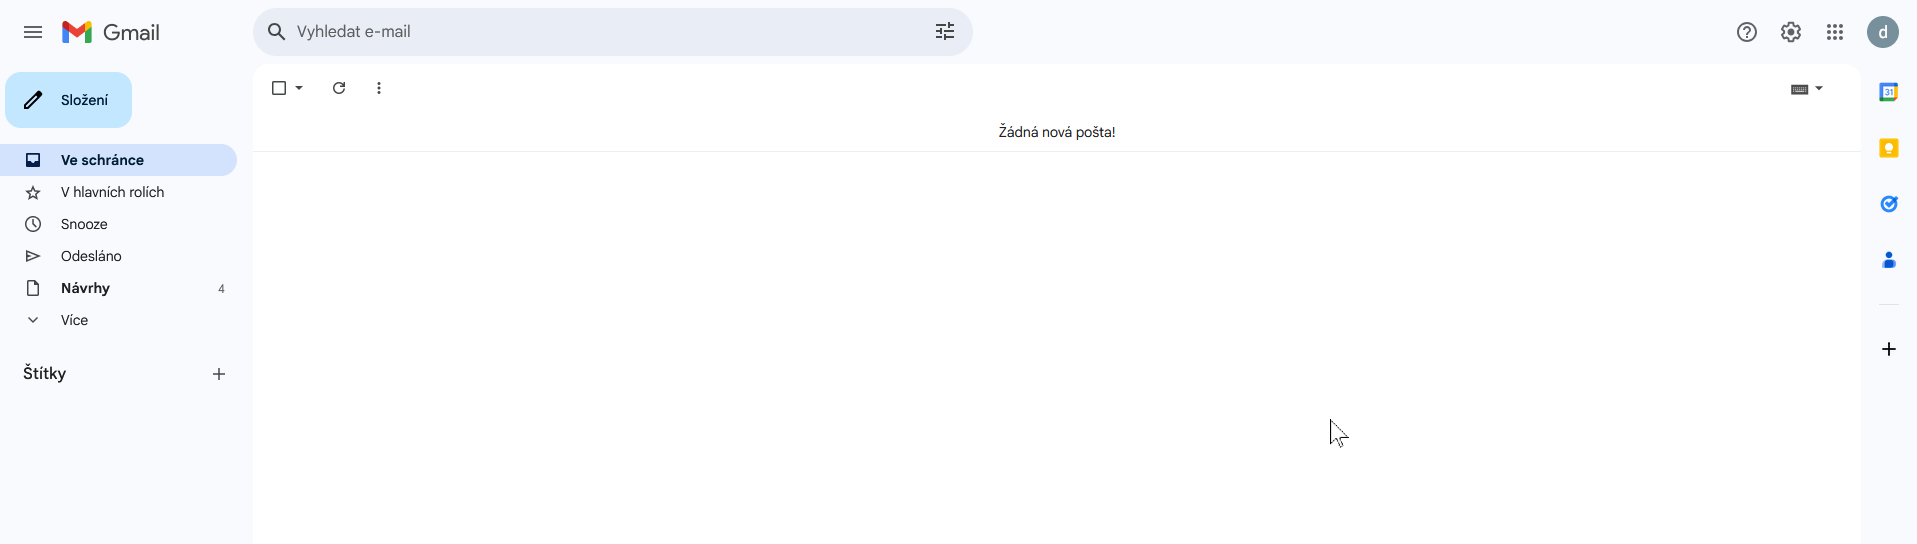 Gmail
Vyhledat e-mail
d
Složení
Žádná nová pošta!
Ve schránce
31
V hlavních rolích
Snooze
Odesláno
Návrhy 4
Více
Štítky